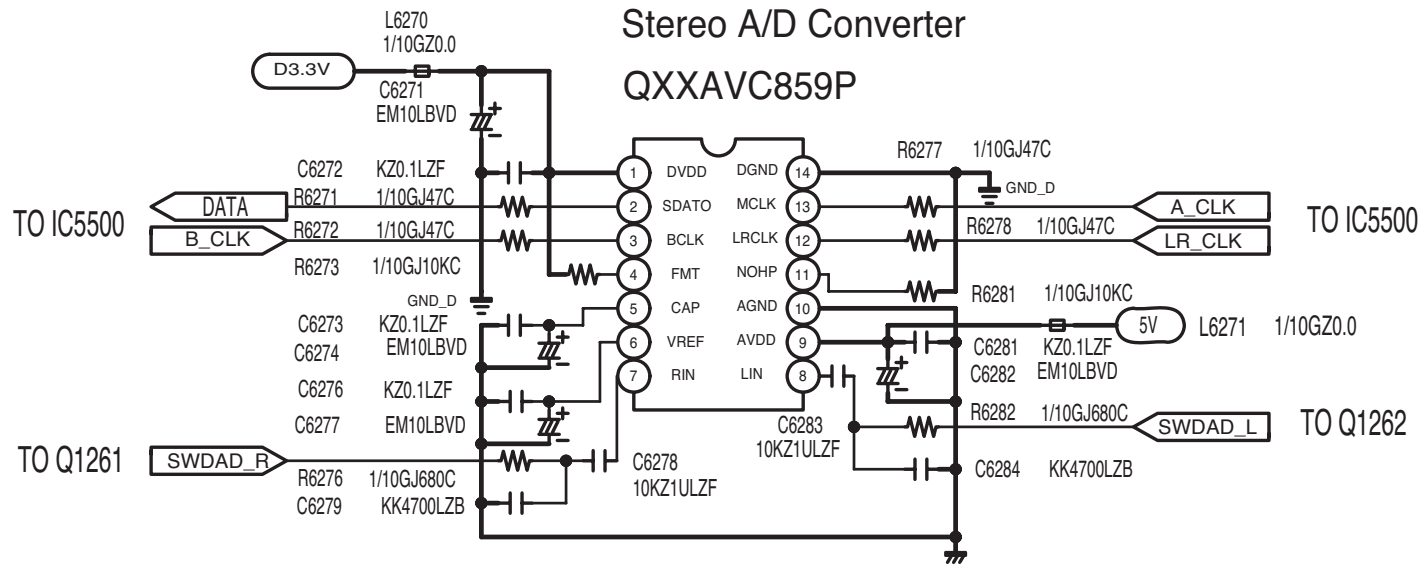 Stereo A/D Converter
QXXAVC859P
L6270
1/10GZ0.0
D3.3V
C6271
EM10LBVD
+
−
C6272 KZ0.1LZF
R6271 1/10GJ47C
DATA
TO IC5500
R6272 1/10GJ47C
B_CLK
R6273 1/10GJ10KC
GND_D
C6273 KZ0.1LZF
C6274 EM10LBVD
+
−
C6276 KZ0.1LZF
C6277 EM10LBVD
+
−
TO Q1261
SWDAD_R
R6276 1/10GJ680C
C6279 KK4700LZB
C6278
10KZ1ULZF
1 DVDD DGND 14
2 SDATO MCLK 13
3 BCLK LRCLK 12
4 FMT NOHP 11
5 CAP AGND 10
6 VREF AVDD 9
7 RIN LIN 8
R6277 1/10GJ47C
GND_D
A_CLK
TO IC5500
R6278 1/10GJ47C
LR_CLK
R6281 1/10GJ10KC
5V
L6271 1/10GZ0.0
C6281 KZ0.1LZF
C6282 EM10LBVD
+
−
R6282 1/10GJ680C
SWDAD_L
TO Q1262
C6283
10KZ1ULZF
C6284 KK4700LZB